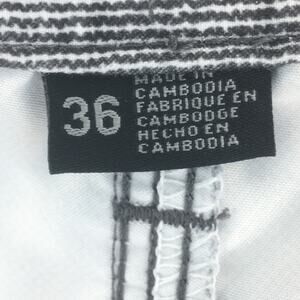 36
MADE IN
CAMBODIA
FABRIQUE EN
CAMBODGE
HECHO EN
CAMBODIA